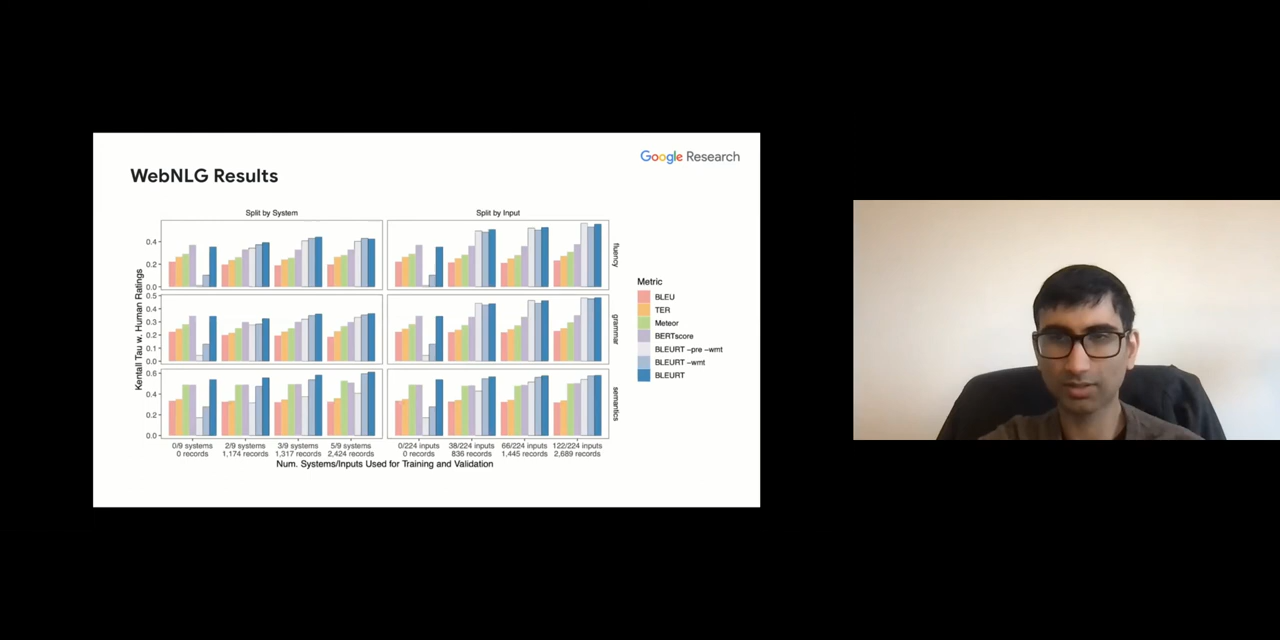 Google Research
WebNLG Results
Split by System
Split by Input
0.4
0.2
0.0
fluency
0.5
0.4
0.3
0.2
0.1
0.0
grammar
0.6
0.4
0.2
0.0
semantics
Kentall Tau w. Human Ratings
0/9 systems 2/9 systems 3/9 systems 5/9 systems 0/224 inputs 38/224 inputs 66/224 inputs 122/224 inputs
0 records 1,174 records 1,317 records 2,424 records 0 records 836 records 1,445 records 2,689 records
Num. Systems/Inputs Used for Training and Validation
Metric
BLEU
TER
Meteor
BERTscore
BLEURT -pre -wmt
BLEURT -wmt
BLEURT